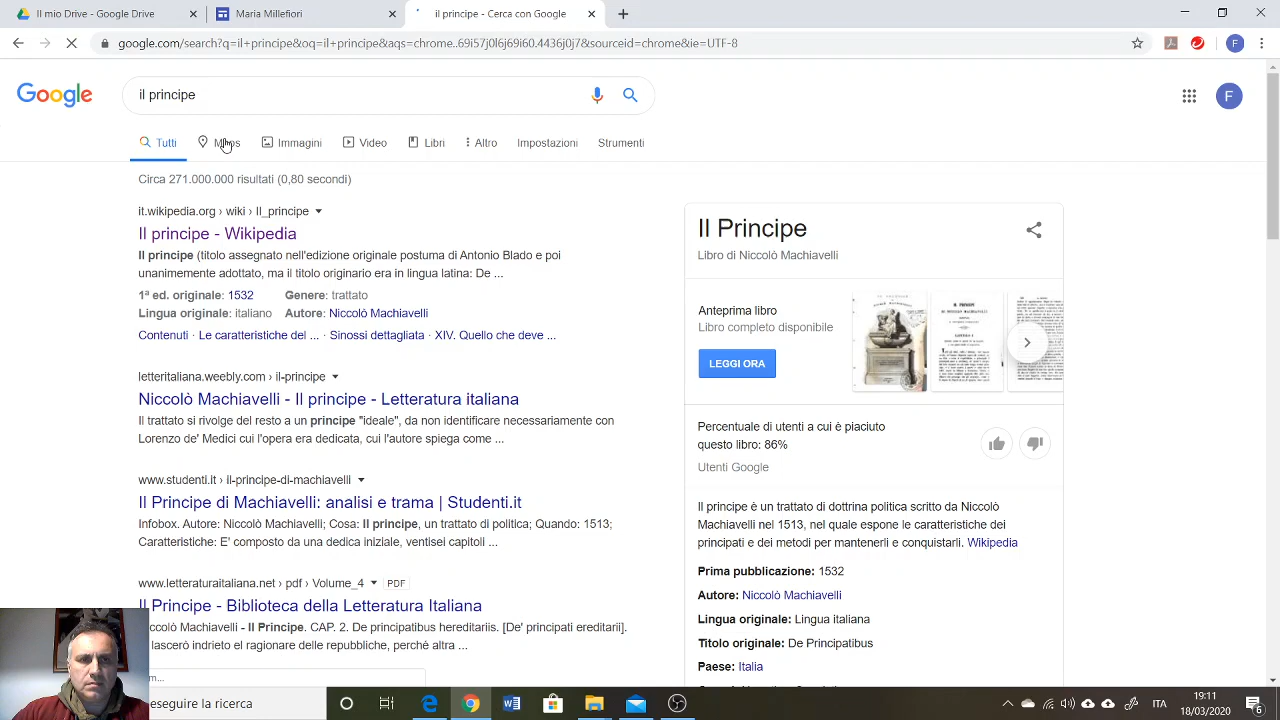 Il mio Drive - Google Drive
Maria Millefiori
il principe - Cerca con Google
google.com/search?q=il+principe&oq=il+principe&aqs=chrome..69i57j0l6j69i60.4436j0j7&sourceid=chrome&ie=UTF-8
F
Google
il principe
F
Tutti Maps Immagini Video Libri Altro Impostazioni Strumenti
Circa 271.000.000 risultati (0,80 secondi)
it.wikipedia.org › wiki › Il_principe
Il principe - Wikipedia
Il principe (titolo assegnato nell'edizione originale postuma di Antonio Blado e poi
unanimemente adottato, ma il titolo originario era in lingua latina: De ...
1ª ed. originale: 1532 Genere: trattato
Lingua originale: italiano Autore: Niccolò Machiavelli
Contenuti · Le caratteristiche del ... · Sommari dettagliati · XIV. Quello che deve ...
letteritaliana.weebly.com › il-principe
Niccolò Machiavelli - Il principe - Letteratura italiana
Il trattato si rivolge del resto a un principe "ideale", da non identificare necessariamente con
Lorenzo de' Medici cui l'opera era dedicata, cui l'autore spiega come ...
www.studenti.it › il-principe-di-machiavelli
Il Principe di Machiavelli: analisi e trama | Studenti.it
Infobox. Autore: Niccolò Machiavelli; Cosa: Il principe, un trattato di politica; Quando: 1513;
Caratteristiche: E' composto da una dedica iniziale, ventisei capitoli ...
www.letteraturaitaliana.net › pdf › Volume_4 PDF
Il Principe - Biblioteca della Letteratura Italiana
ccolò Machiavelli - Il Principe. CAP. 2. De principatibus hereditariis. [De' principati ereditarii].
lascerò indrieto el ragionare delle repubbliche, perché altra ...
Il Principe
Libro di Niccolò Machiavelli
Anteprima libro
Libro completo disponibile
EGGI ORA
Percentuale di utenti a cui è piaciuto
questo libro: 86%
Utenti Google
Il principe è un trattato di dottrina politica scritto da Niccolò
Machiavelli nel 1513, nel quale espone le caratteristiche dei
principati e dei metodi per mantenerli e conquistarli. Wikipedia
Prima pubblicazione: 1532
Autore: Niccolò Machiavelli
Lingua originale: Lingua italiana
Titolo originale: De Principatibus
Paese: Italia
eseguire la ricerca
ITA
19:11
18/03/2020
6